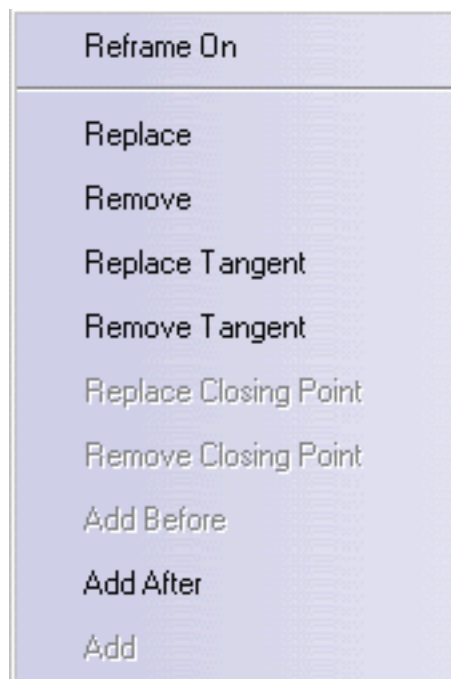 Reframe On
Replace
Remove
Replace Tangent
Remove Tangent
Replace Closing Point
Remove Closing Point
Add Before
Add After
Add